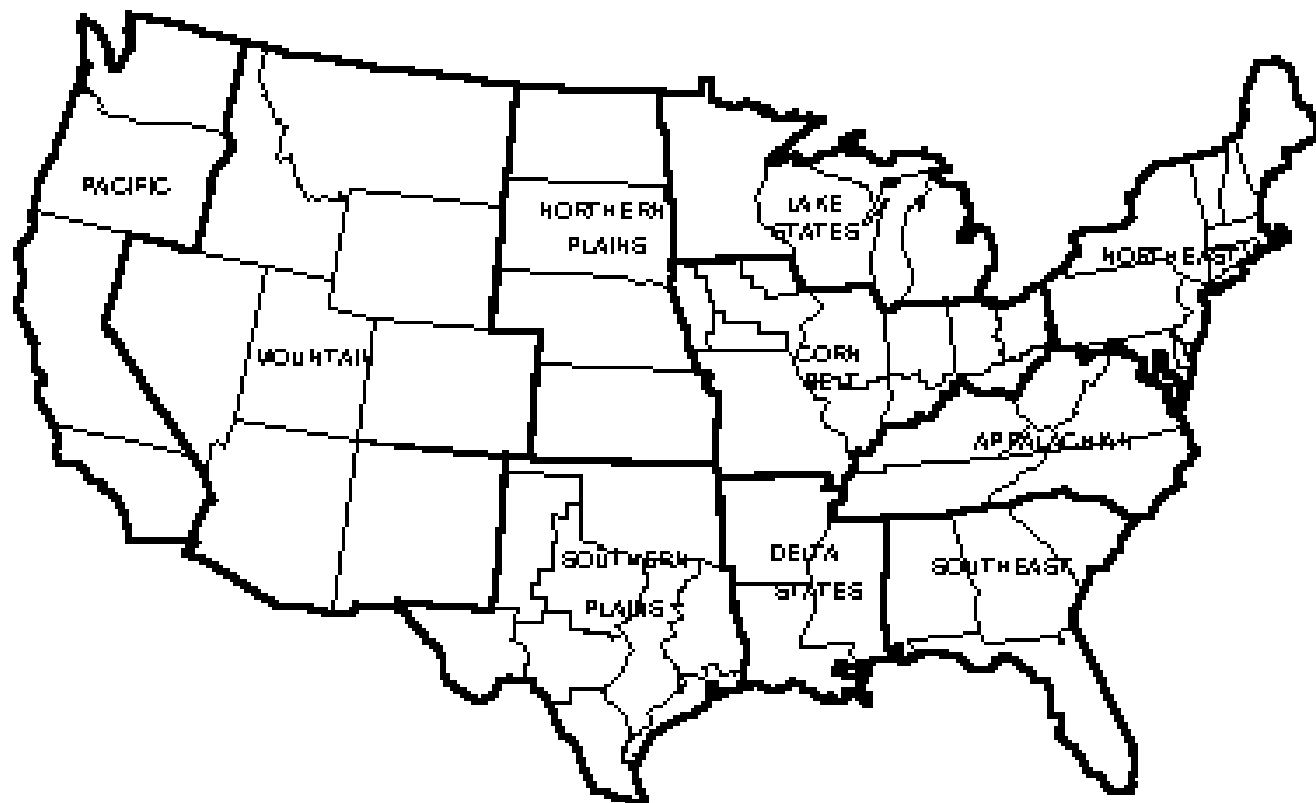 PACIFIC
NORTHERN
PLAINS
LAKE
STATES
NORTHEAST
MOUNTAIN
CORN
BELT
APPALACHIAN
SOUTHERN
PLAINS
DELTA
STATES
SOUTHEAST